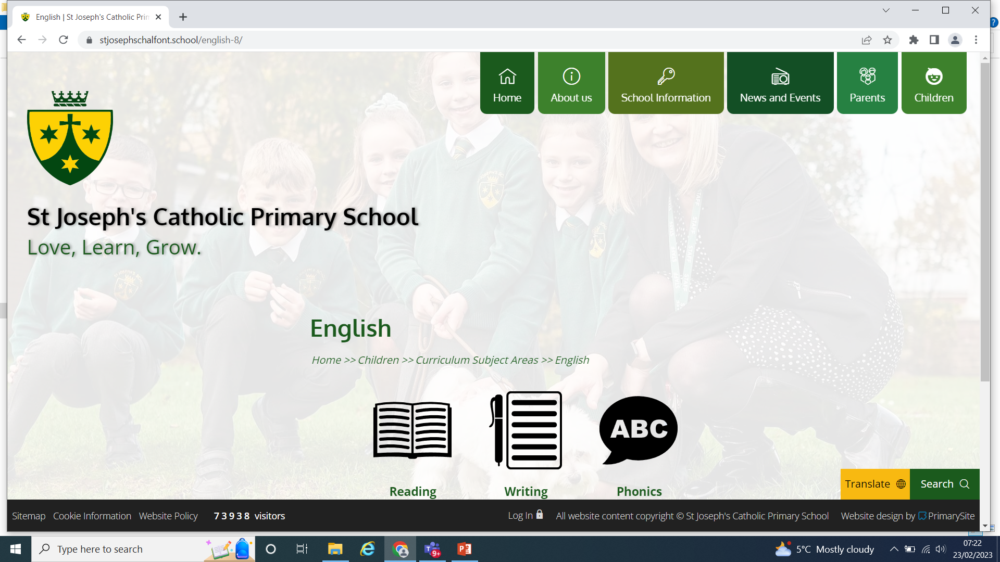 English | St Joseph's Catholic Prim
stjosephschalfont.school/english-8/
Home
About us
School Information
News and Events
Parents
Children
St Joseph's Catholic Primary School
Love, Learn, Grow.
English
Home >> Children >> Curriculum Subject Areas >> English
ABC
Reading
Writing
Phonics
Translate
Search
Sitemap
Cookie Information
Website Policy
73938 visitors
Log In
All website content copyright © St Joseph's Catholic Primary School
Website design by PrimarySite
Type here to search
9+
5°C Mostly cloudy
07:22
23/02/2023